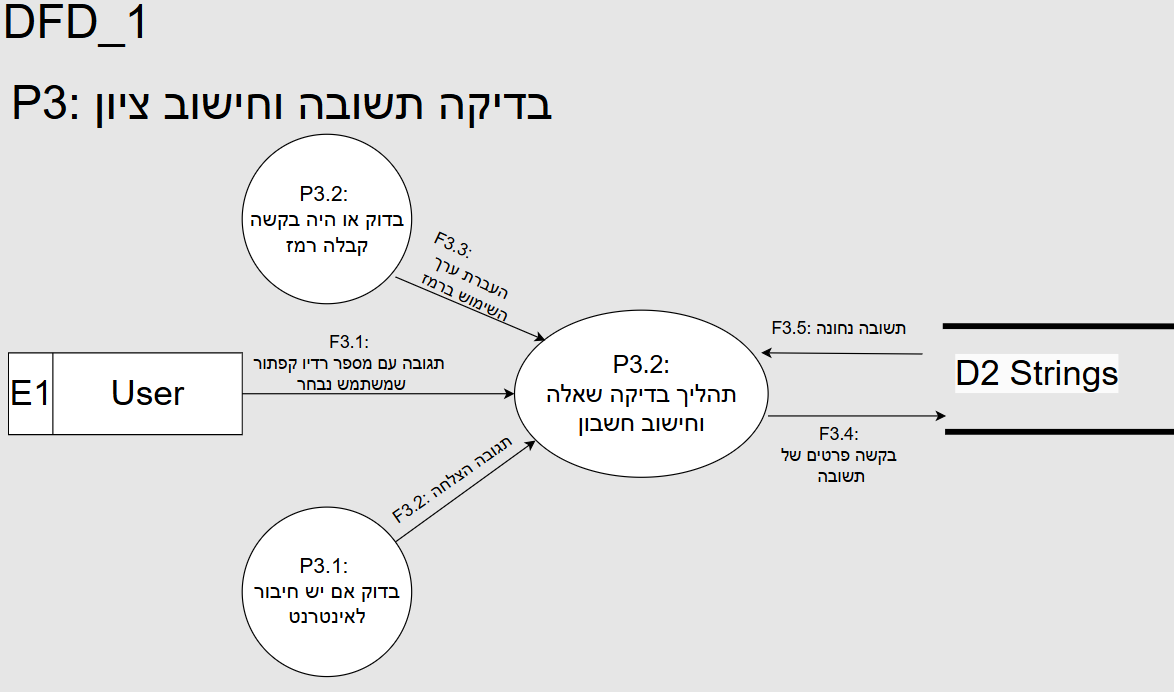 DFD_1
P3: בדיקה תשובה וחישוב ציון
P3.2:
בדוק או היה בקשה
קבלה רמז
F3.3:
העברת ערך
השימוש ברמז
F3.1:
תגובה עם מספר רדיו קפתור
שמשתמש נבחר
E1 User
P3.2:
תהליך בדיקה שאלה
וחישוב חשבון
F3.5: תשובה נחונה
D2 Strings
F3.4:
בקשה פרטים של
תשובה
F3.2: תגובה הצלחה
P3.1:
בדוק אם יש חיבור
לאינטרנט